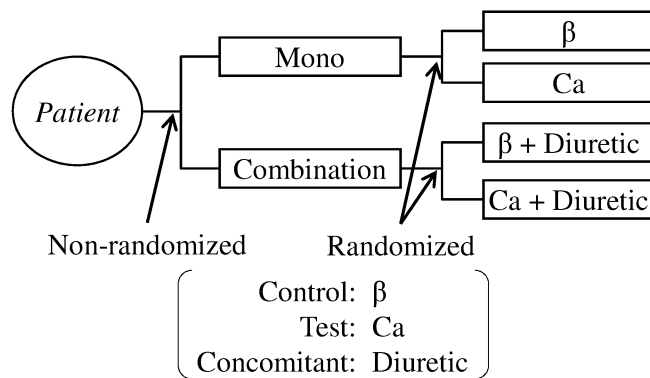 Patient
Mono
β
Ca
Combination
β + Diuretic
Ca + Diuretic
Non-randomized
Randomized
Control: β
Test: Ca
Concomitant: Diuretic